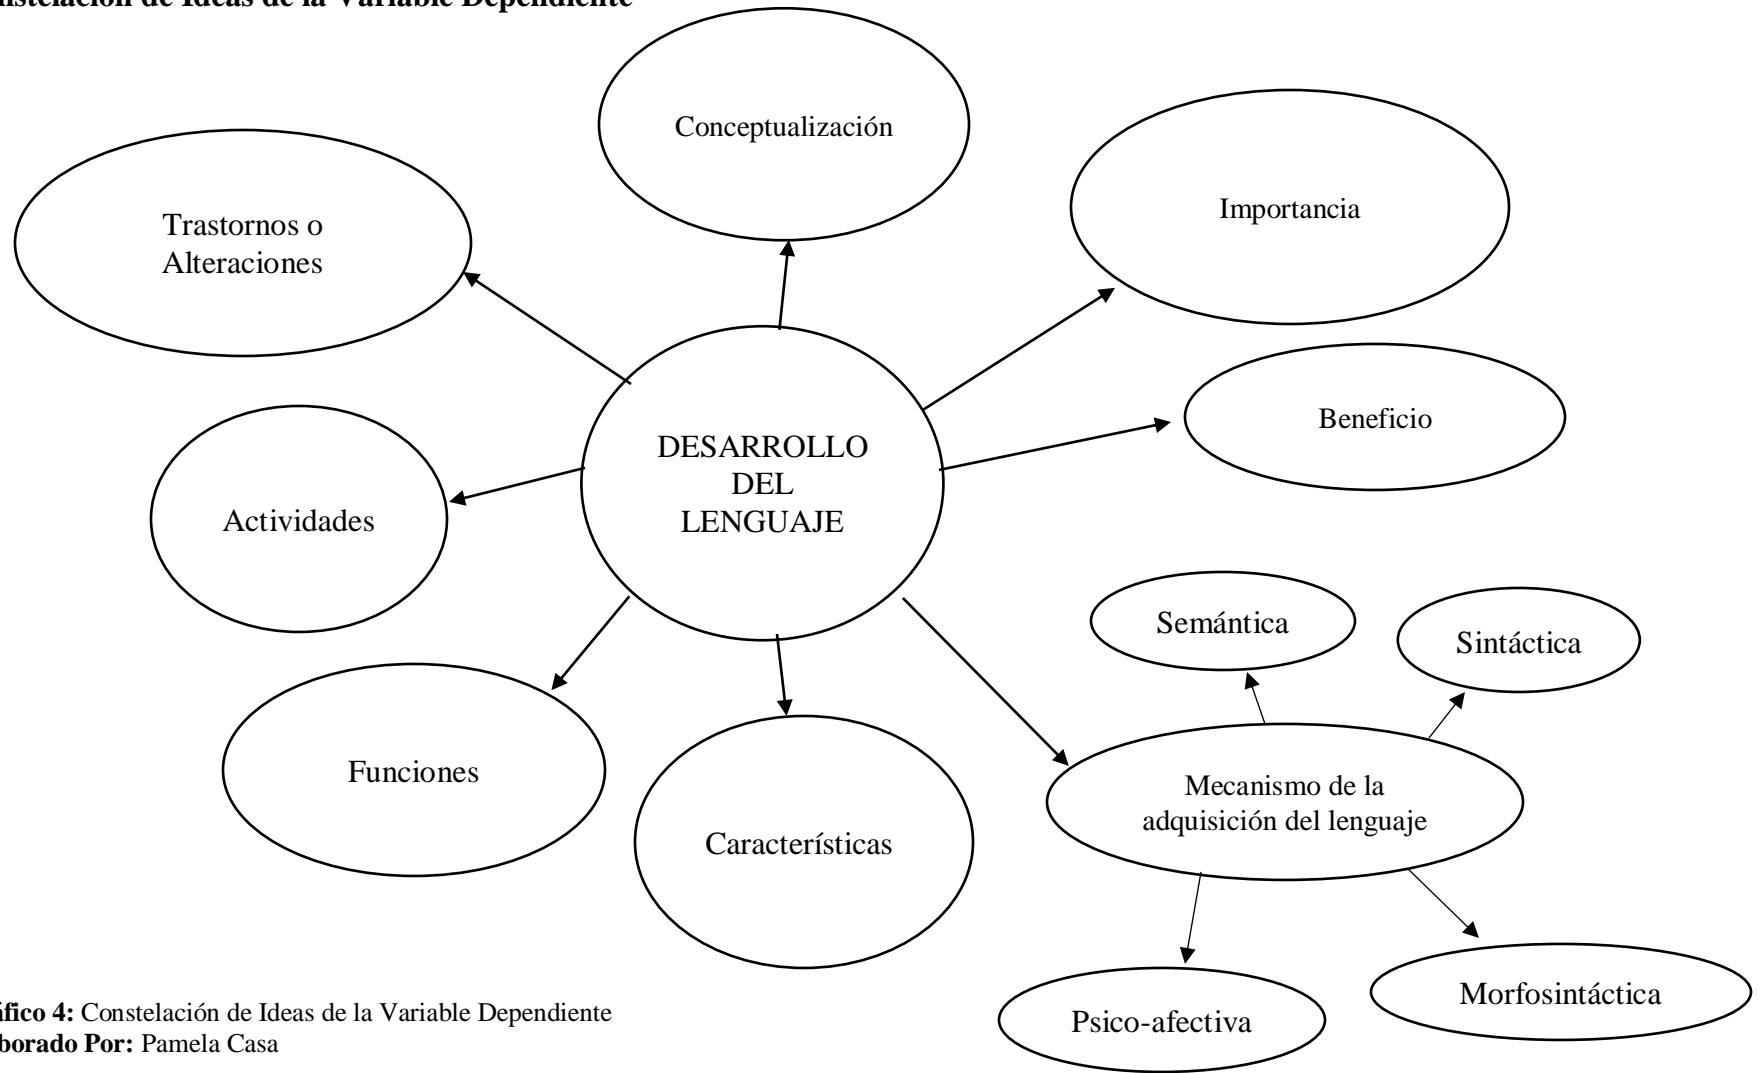 nstelación de Ideas de la Variable Dependiente
Conceptualización
Importancia
Trastornos o
Alteraciones
Beneficio
DESARROLLO
DEL
LENGUAJE
Actividades
Semántica
Sintáctica
Funciones
Mecanismo de la
adquisición del lenguaje
Característicǎs
Psico-afectiva
Morfosintáctica
áfico 4: Constelación de Ideas de la Variable Dependiente
borado Por: Pamela Casa